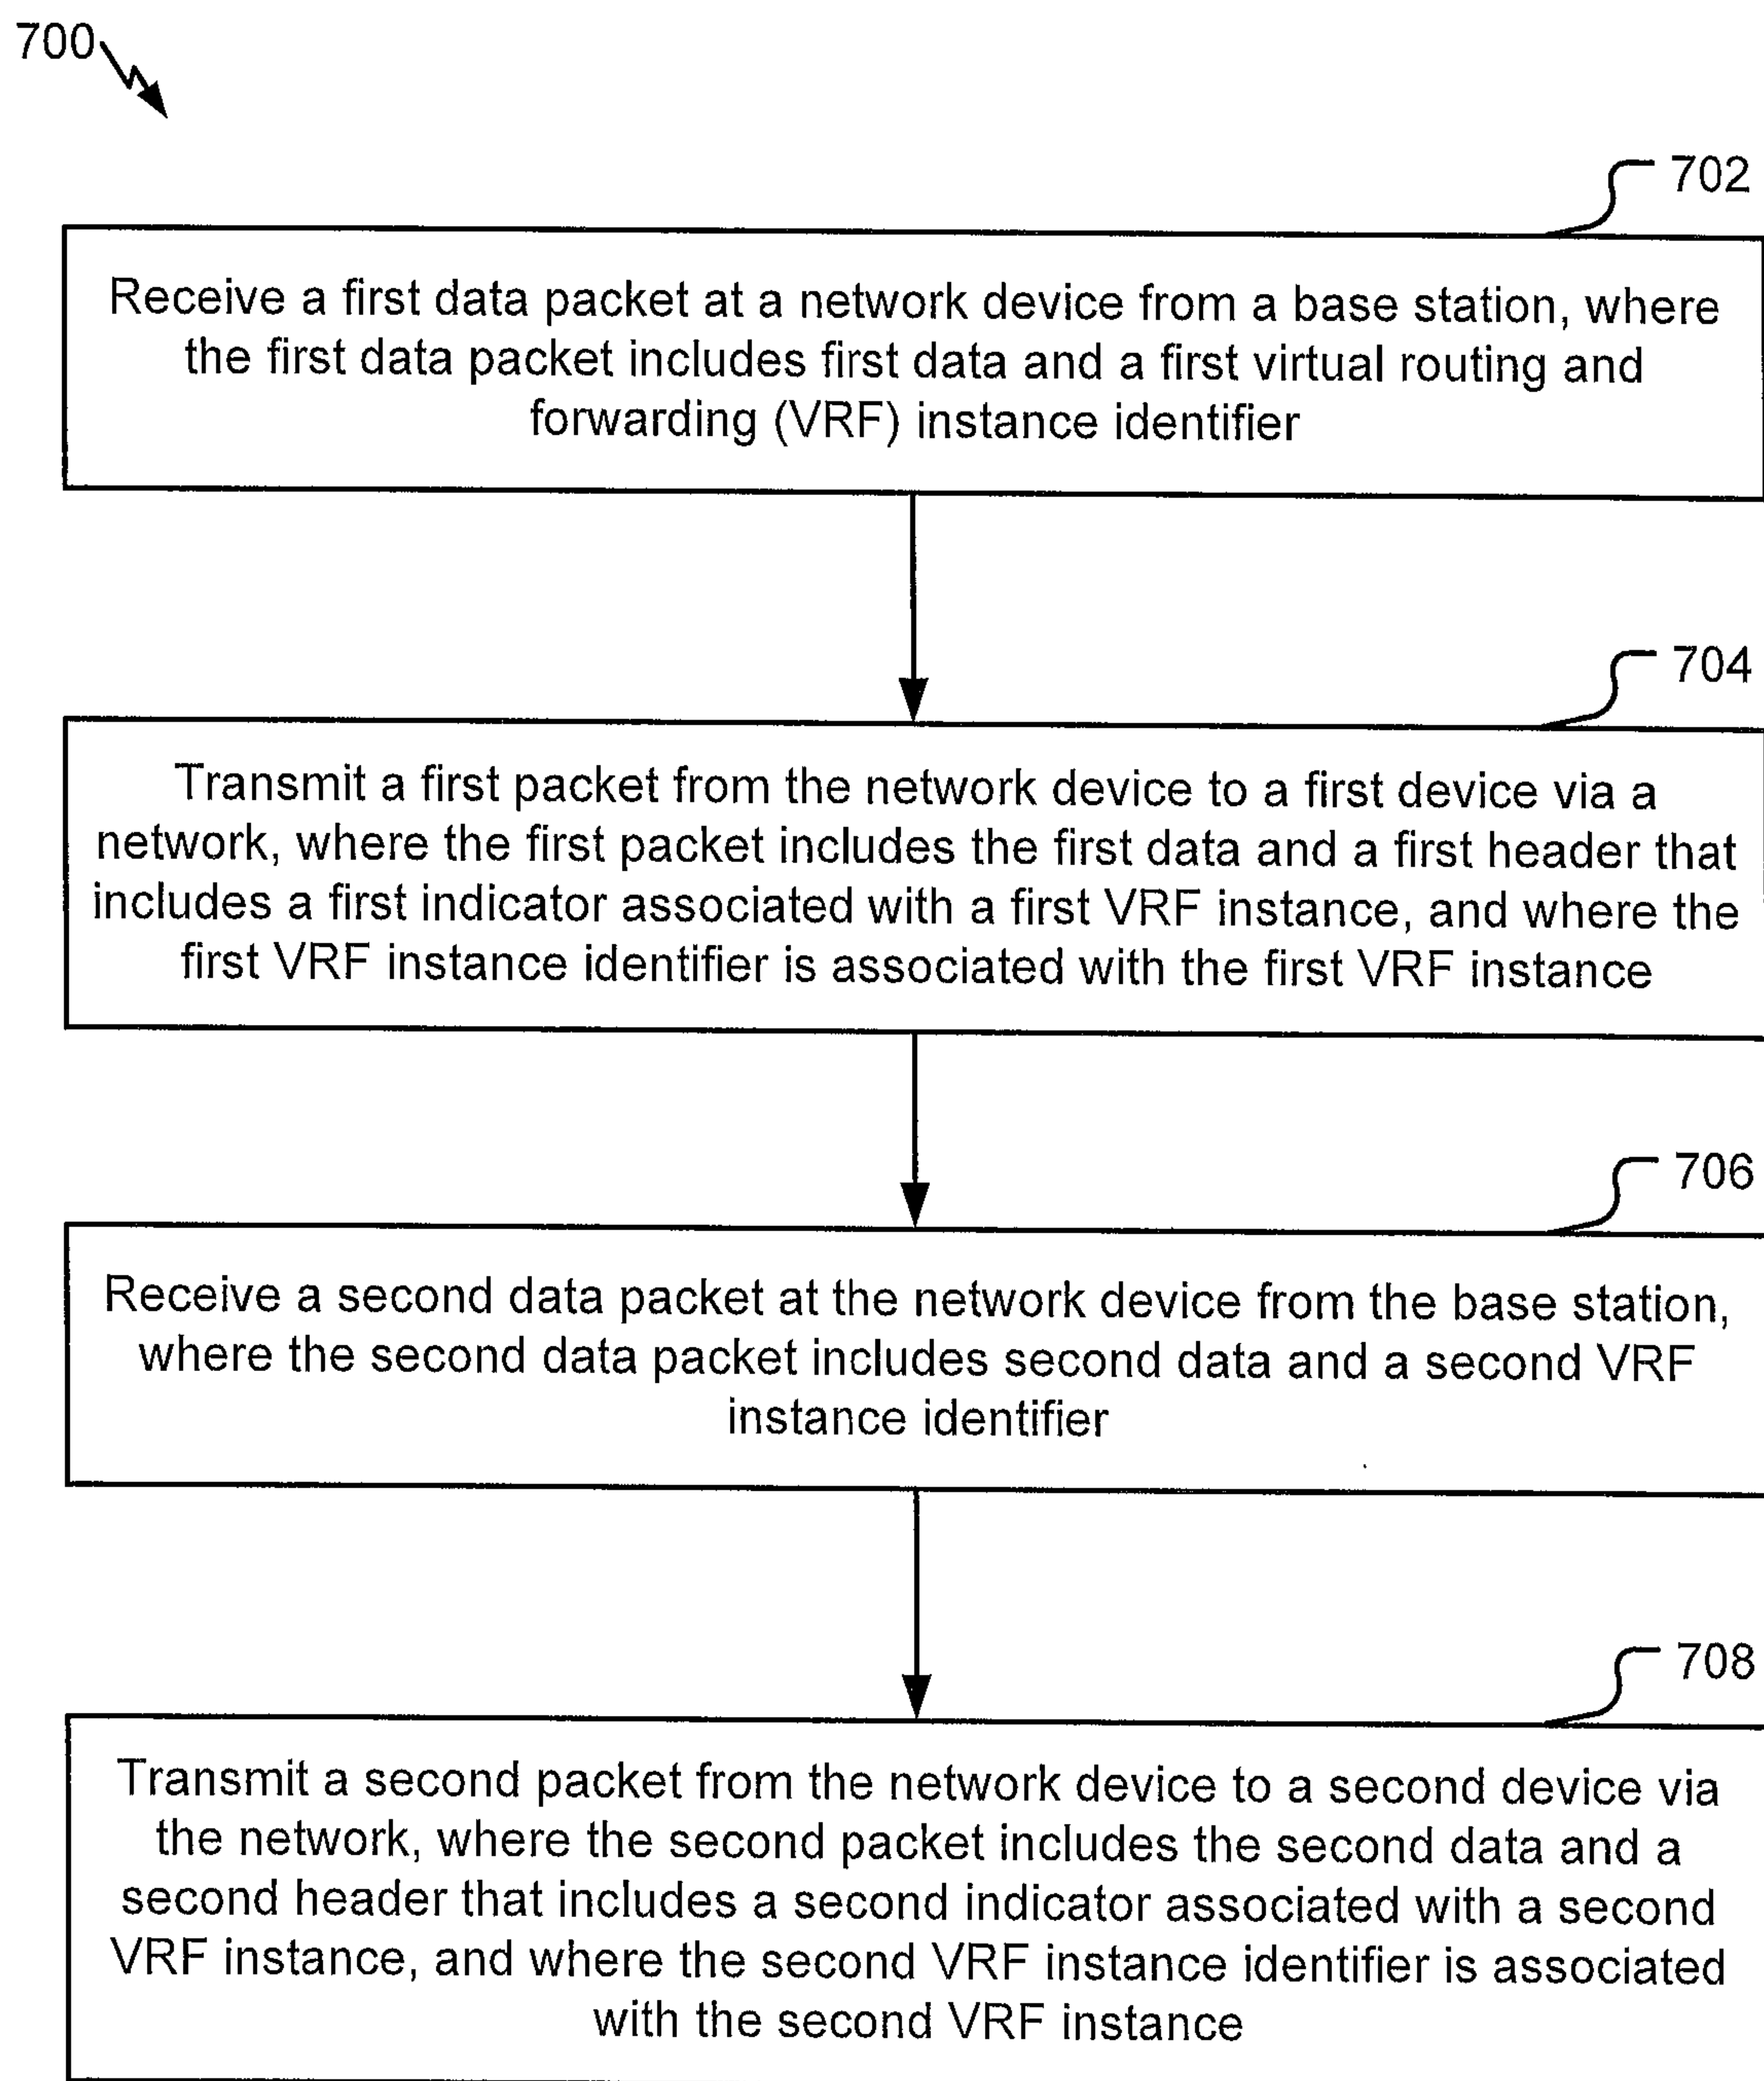 700
702
Receive a first data packet at a network device from a base station, where
the first data packet includes first data and a first virtual routing and
forwarding (VRF) instance identifier
704
Transmit a first packet from the network device to a first device via a
network, where the first packet includes the first data and a first header that
includes a first indicator associated with a first VRF instance, and where the
first VRF instance identifier is associated with the first VRF instance
706
Receive a second data packet at the network device from the base station,
where the second data packet includes second data and a second VRF
instance identifier
708
Transmit a second packet from the network device to a second device via
the network, where the second packet includes the second data and a
second header that includes a second indicator associated with a second
VRF instance, and where the second VRF instance identifier is associated
with the second VRF instance